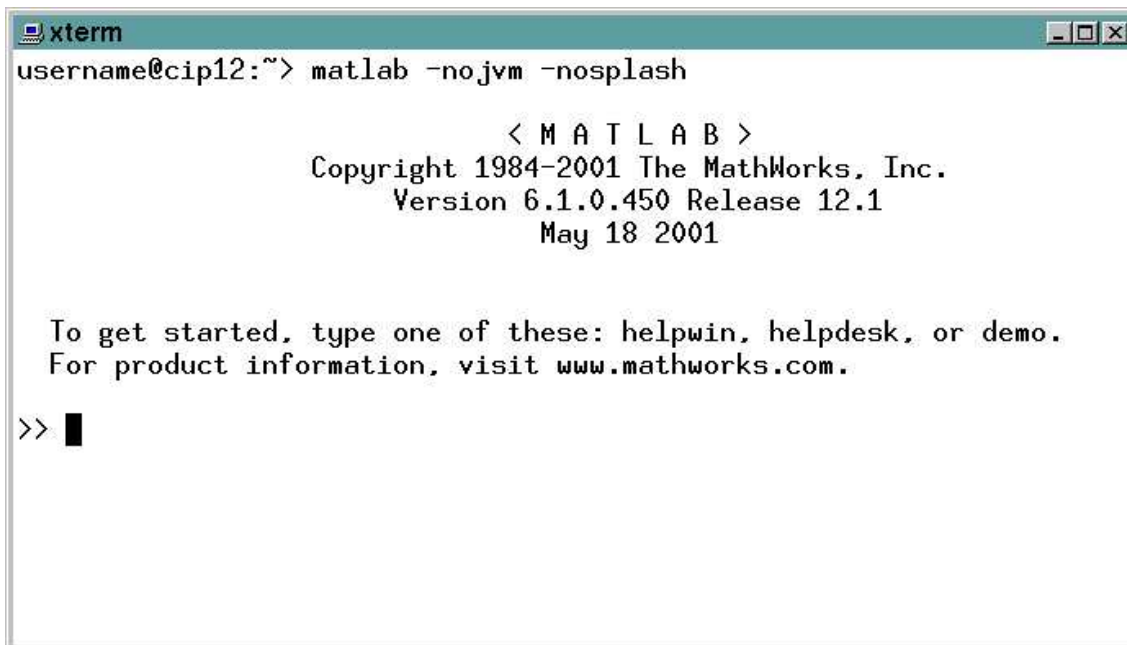 xterm
username@cip12:~> matlab -nojvm -nosplash
< M A T L A B >
Copyright 1984-2001 The MathWorks, Inc.
Version 6.1.0.450 Release 12.1
May 18 2001
To get started, type one of these: helpwin, helpdesk, or demo.
For product information, visit www.mathworks.com.
>>